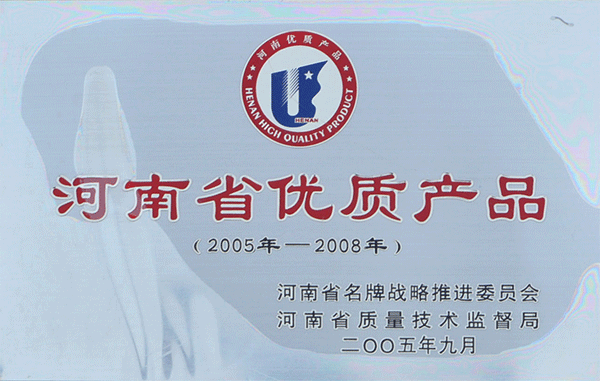 河南优质产品
U
HENAN
HENAN HIGH QUALITY PRODUCT
河南省优质产品
(2005年—2008年)
河南省名牌战略推进委员会
河南省质量技术监督局
二〇〇五年九月